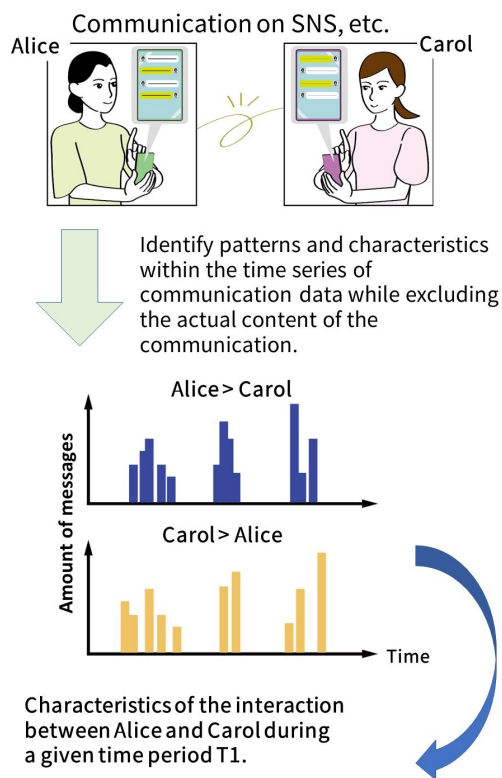 Communication on SNS, etc.
Alice
Carol
Identify patterns and characteristics
within the time series of
communication data while excluding
the actual content of the
communication.
Alice > Carol
Amount of messages
Carol > Alice
Time
Characteristics of the interaction
between Alice and Carol during
a given time period T1.